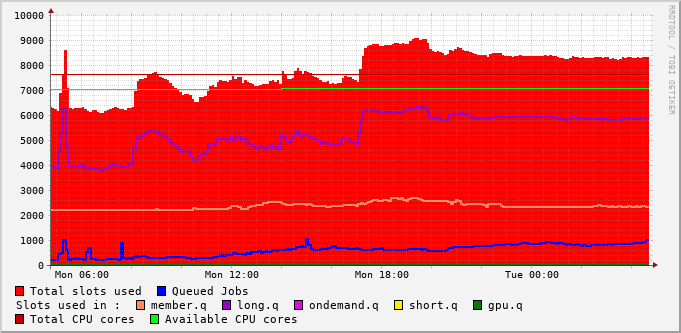 10000
9000
8000
7000
6000
5000
4000
3000
2000
1000
0
Mon 06:00 Mon 12:00 Mon 18:00 Tue 00:00
RRDTOOL / TOBI OETIKER
Total slots used Queued Jobs
Slots used in : member.q long.q ondemand.q short.q gpu.q
Total CPU cores Available CPU cores